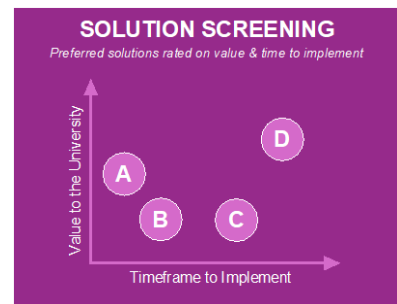 SOLUTION SCREENING
Preferred solutions rated on value & time to implement
Value to the University
A
B
C
D
Timeframe to Implement